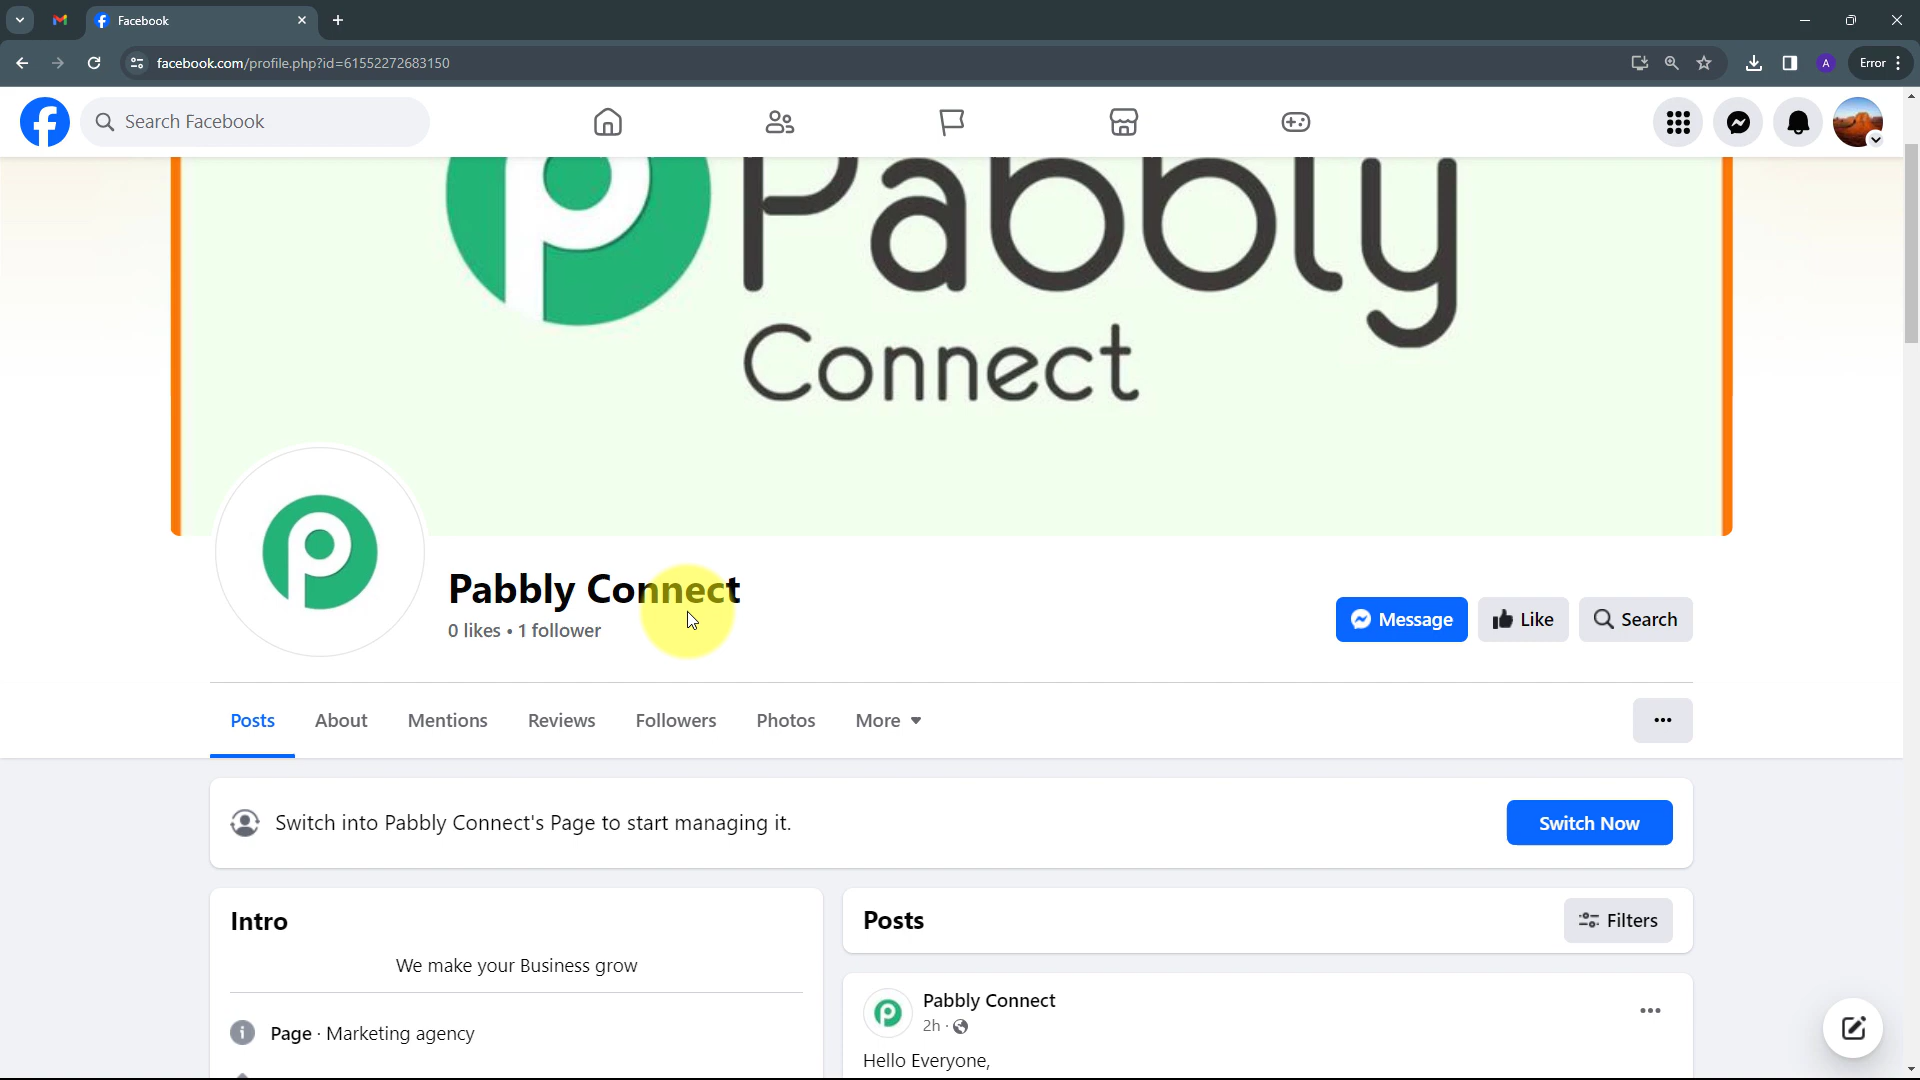 Facebook
facebook.com/profile.php?id=61552272683150
A
Error
Search Facebook
Pabbly
Connect
Pabbly Connect
0 likes • 1 follower
Message
Like
Search
Posts
About
Mentions
Reviews
Followers
Photos
More
Switch into Pabbly Connect's Page to start managing it.
Switch Now
Intro
We make your Business grow
Page · Marketing agency
Posts
Filters
Pabbly Connect
2h ·
Hello Everyone,